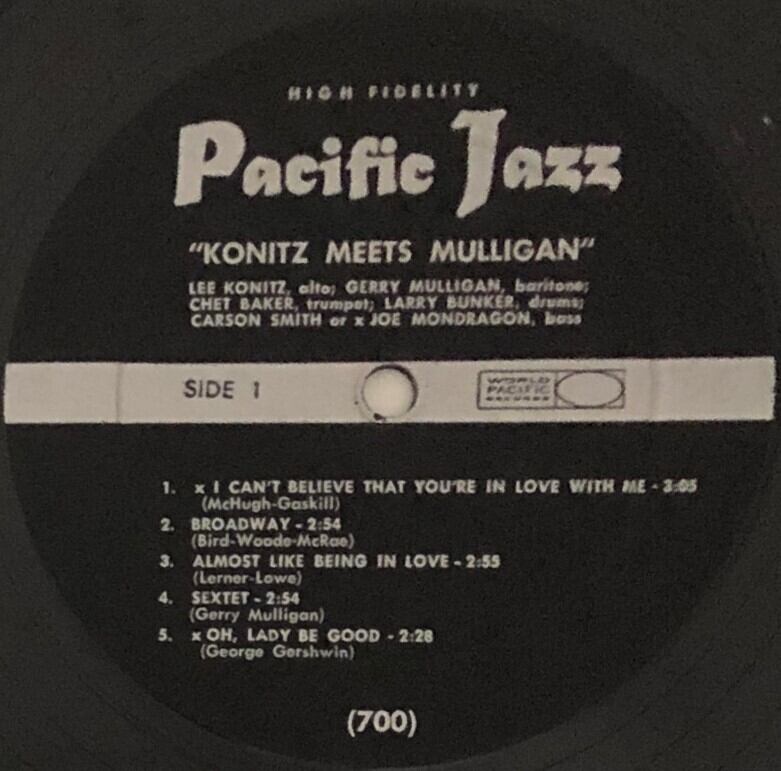 HIGH FIDELITY
Pacific Jazz
"KONITZ MEETS MULLIGAN"
LEE KONITZ, alto; GERRY MULLIGAN, baritone;
CHET BAKER, trumpet; LARRY BUNKER, drums;
CARSON SMITH or x JOE MONDRAGON, bass
SIDE 1
WORLD
PACIFIC
RECORDS
1. x I CAN'T BELIEVE THAT YOU'RE IN LOVE WITH ME - 3:05
(McHugh-Gaskill)
2. BROADWAY - 2:54
(Bird-Woode-McRae)
3. ALMOST LIKE BEING IN LOVE - 2:55
(Lerner-Lowe)
4. SEXTET - 2:54
(Gerry Mulligan)
5. x OH, LADY BE GOOD - 2:28
(George Gershwin)
(700)